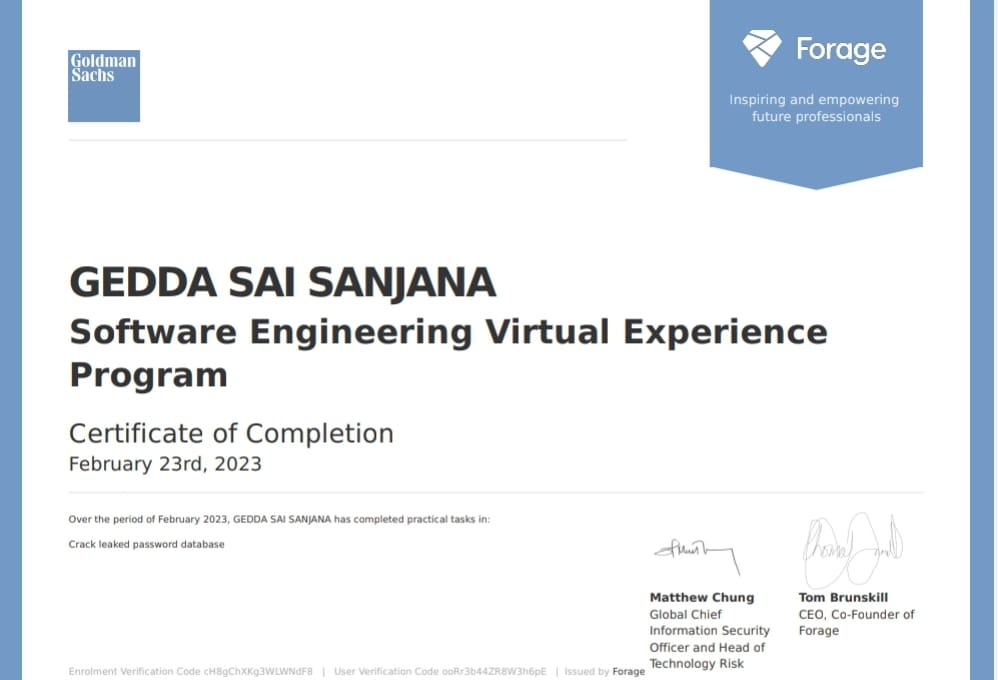 Goldman
Sachs
Forage
Inspiring and empowering
future professionals
GEDDA SAI SANJANA
Software Engineering Virtual Experience
Program
Certificate of Completion
February 23rd, 2023
Over the period of February 2023, GEDDA SAI SANJANA has completed practical tasks in:
Crack leaked password database
Matthew Chung
Global Chief
Information Security
Officer and Head of
Technology Risk
Tom Brunskill
CEO, Co-Founder of
Forage
Enrolment Verification Code cH8gChXKg3WLWNdF8 | User Verification Code ooRr3b44ZR8W3h6pE | Issued by Forage